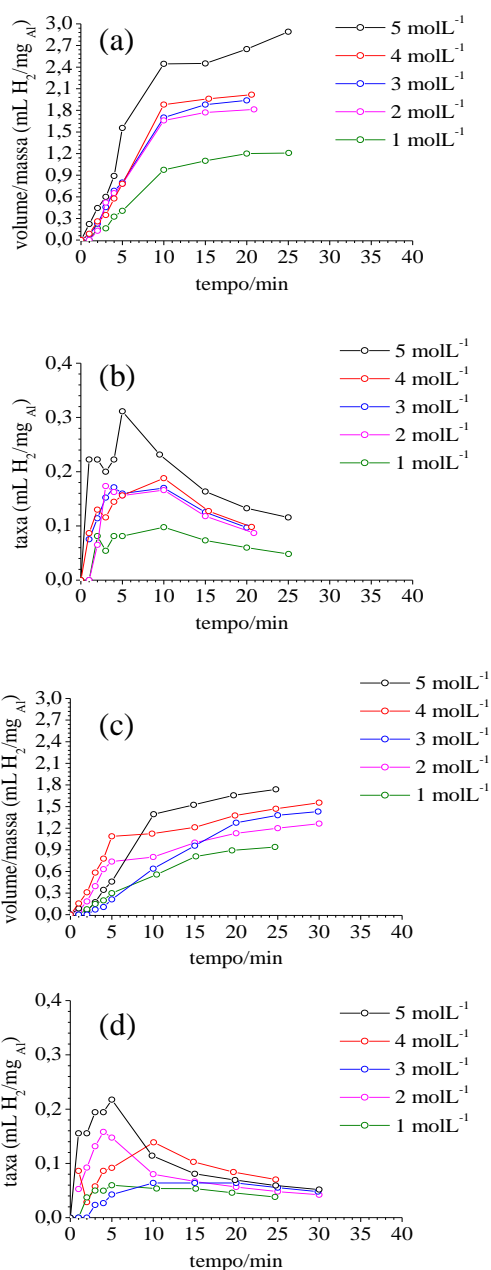 (a)
volume/massa (mL H2/mg Al)
3,0
2,7
2,4
2,1
1,8
1,5
1,2
0,9
0,6
0,3
0,0
0 5 10 15 20 25 30 35 40
tempo/min
5 molL-1
4 molL-1
3 molL-1
2 molL-1
1 molL-1
(b)
taxa (mL H2/mg Al)
0,4
0,3
0,2
0,1
0,0
0 5 10 15 20 25 30 35 40
tempo/min
5 molL-1
4 molL-1
3 molL-1
2 molL-1
1 molL-1
(c)
volume/massa (mL H2/mg Al)
3,0
2,7
2,4
2,1
1,8
1,5
1,2
0,9
0,6
0,3
0,0
0 5 10 15 20 25 30 35 40
tempo/min
5 molL-1
4 molL-1
3 molL-1
2 molL-1
1 molL-1
(d)
taxa (mL H2/mg Al)
0,4
0,3
0,2
0,1
0,0
0 5 10 15 20 25 30 35 40
tempo/min
5 molL-1
4 molL-1
3 molL-1
2 molL-1
1 molL-1